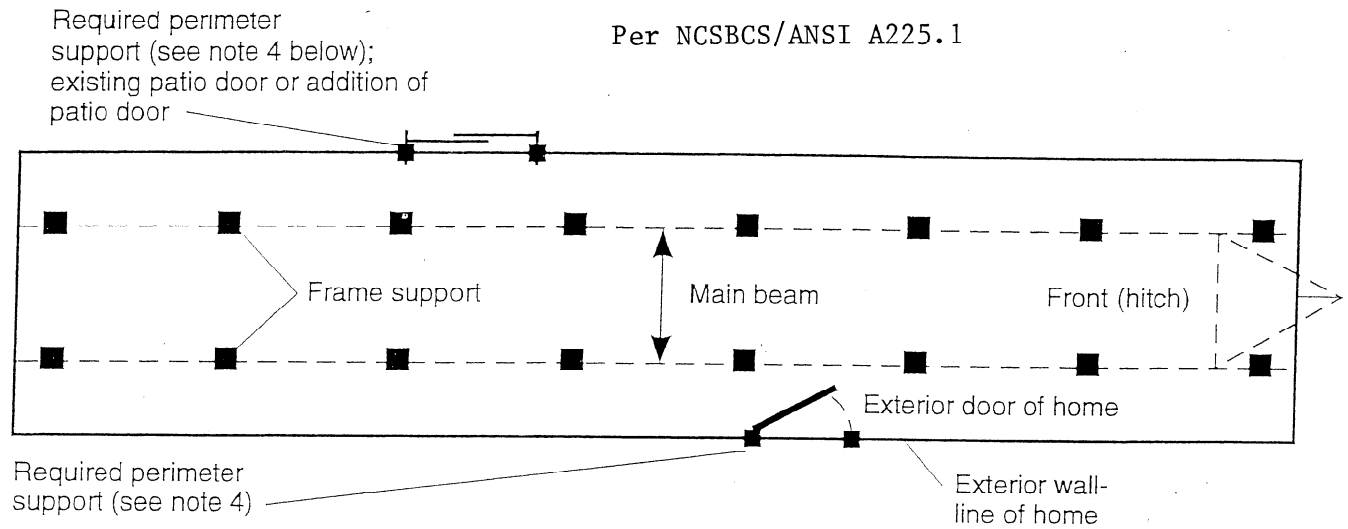 Required perimeter
support (see note 4 below);
existing patio door or addition of
patio door
Per NCSBCS/ANSI A225.1
Frame support
Main beam
Front (hitch)
Exterior door of home
Required perimeter
support (see note 4)
Exterior wall-
line of home